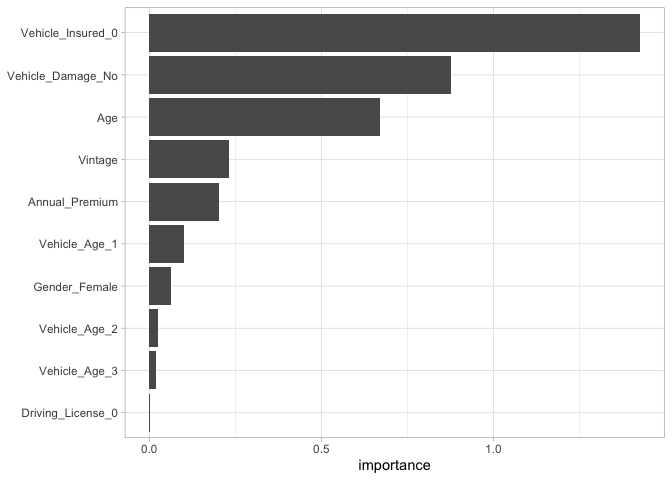 Vehicle_Insured_0
Vehicle_Damage_No
Age
Vintage
Annual_Premium
Vehicle_Age_1
Gender_Female
Vehicle_Age_2
Vehicle_Age_3
Driving_License_0
0.0 0.5 1.0
importance